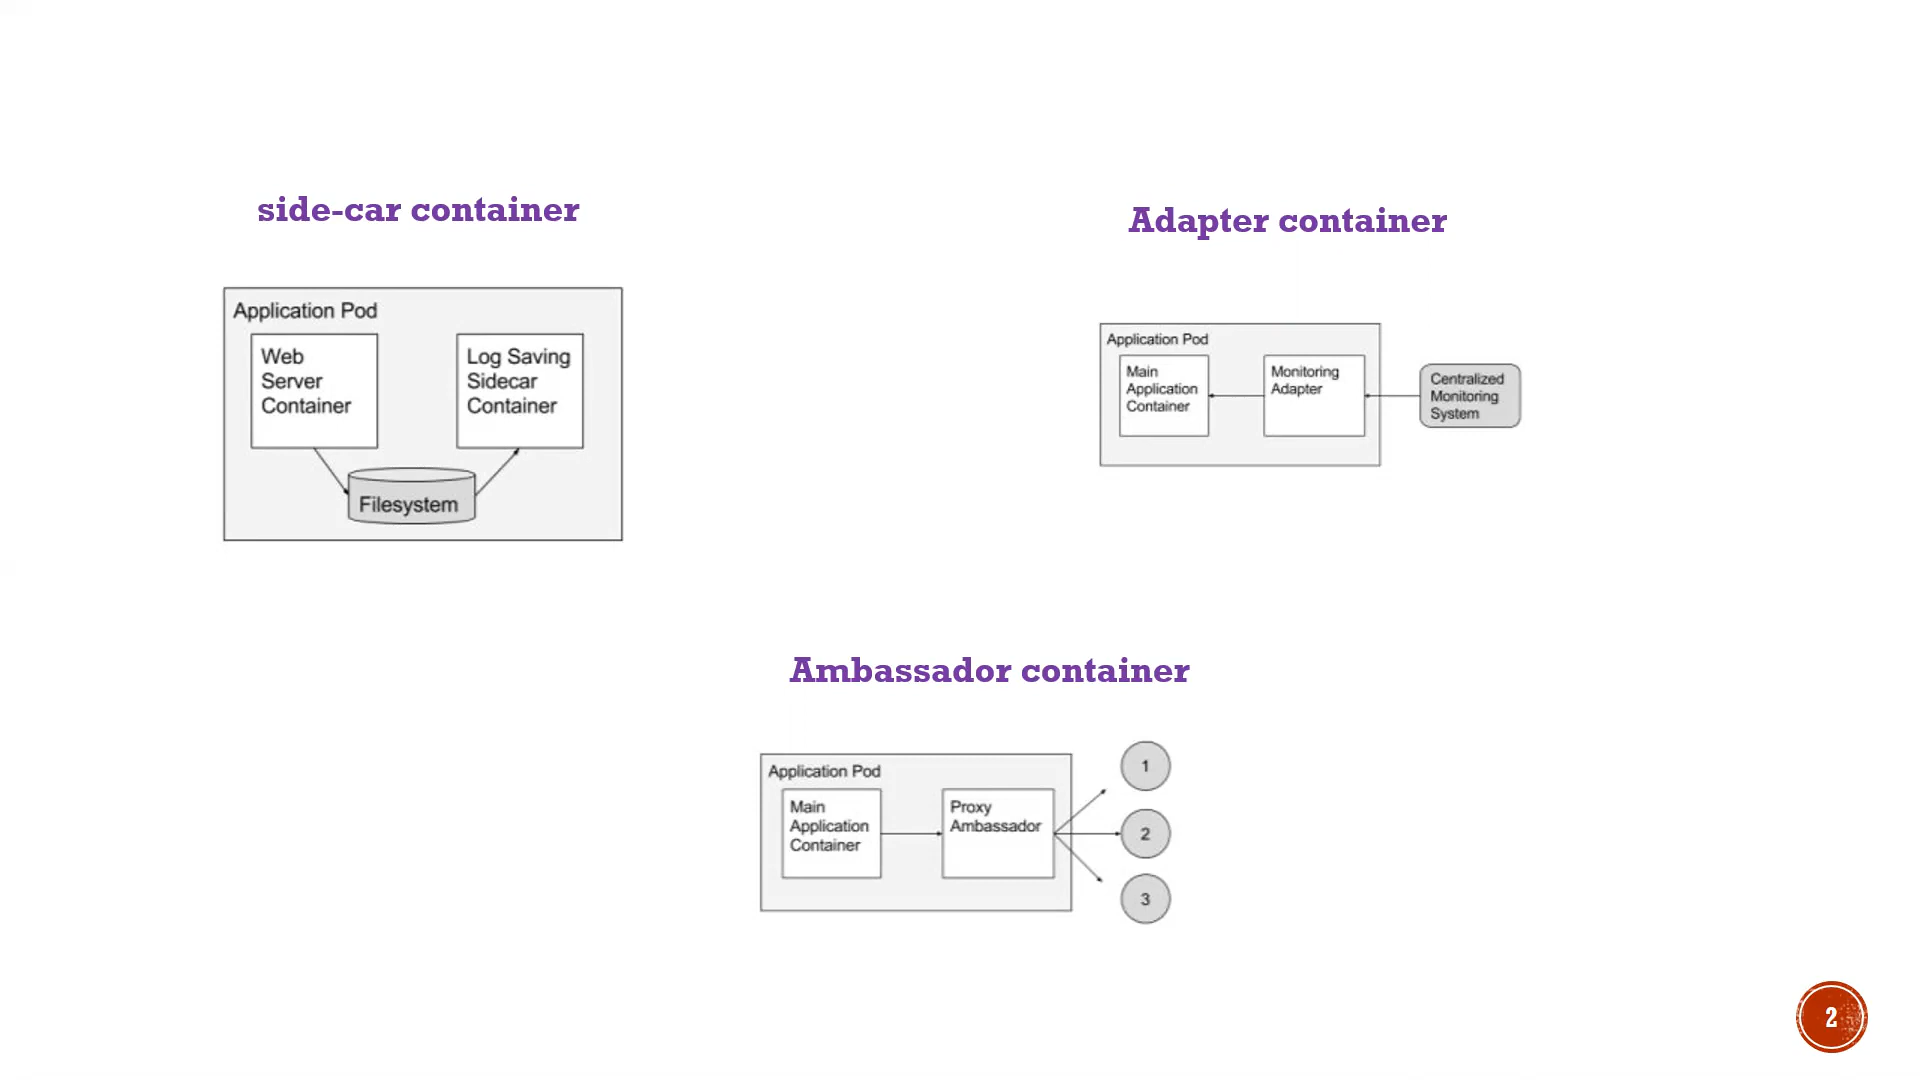 side-car container
Application Pod
Web
Server
Container
Log Saving
Sidecar
Container
Filesystem
Adapter container
Application Pod
Main
Application
Container
Monitoring
Adapter
Centralized
Monitoring
System
Ambassador container
Application Pod
Main
Application
Container
Proxy
Ambassador
1
2
3
2